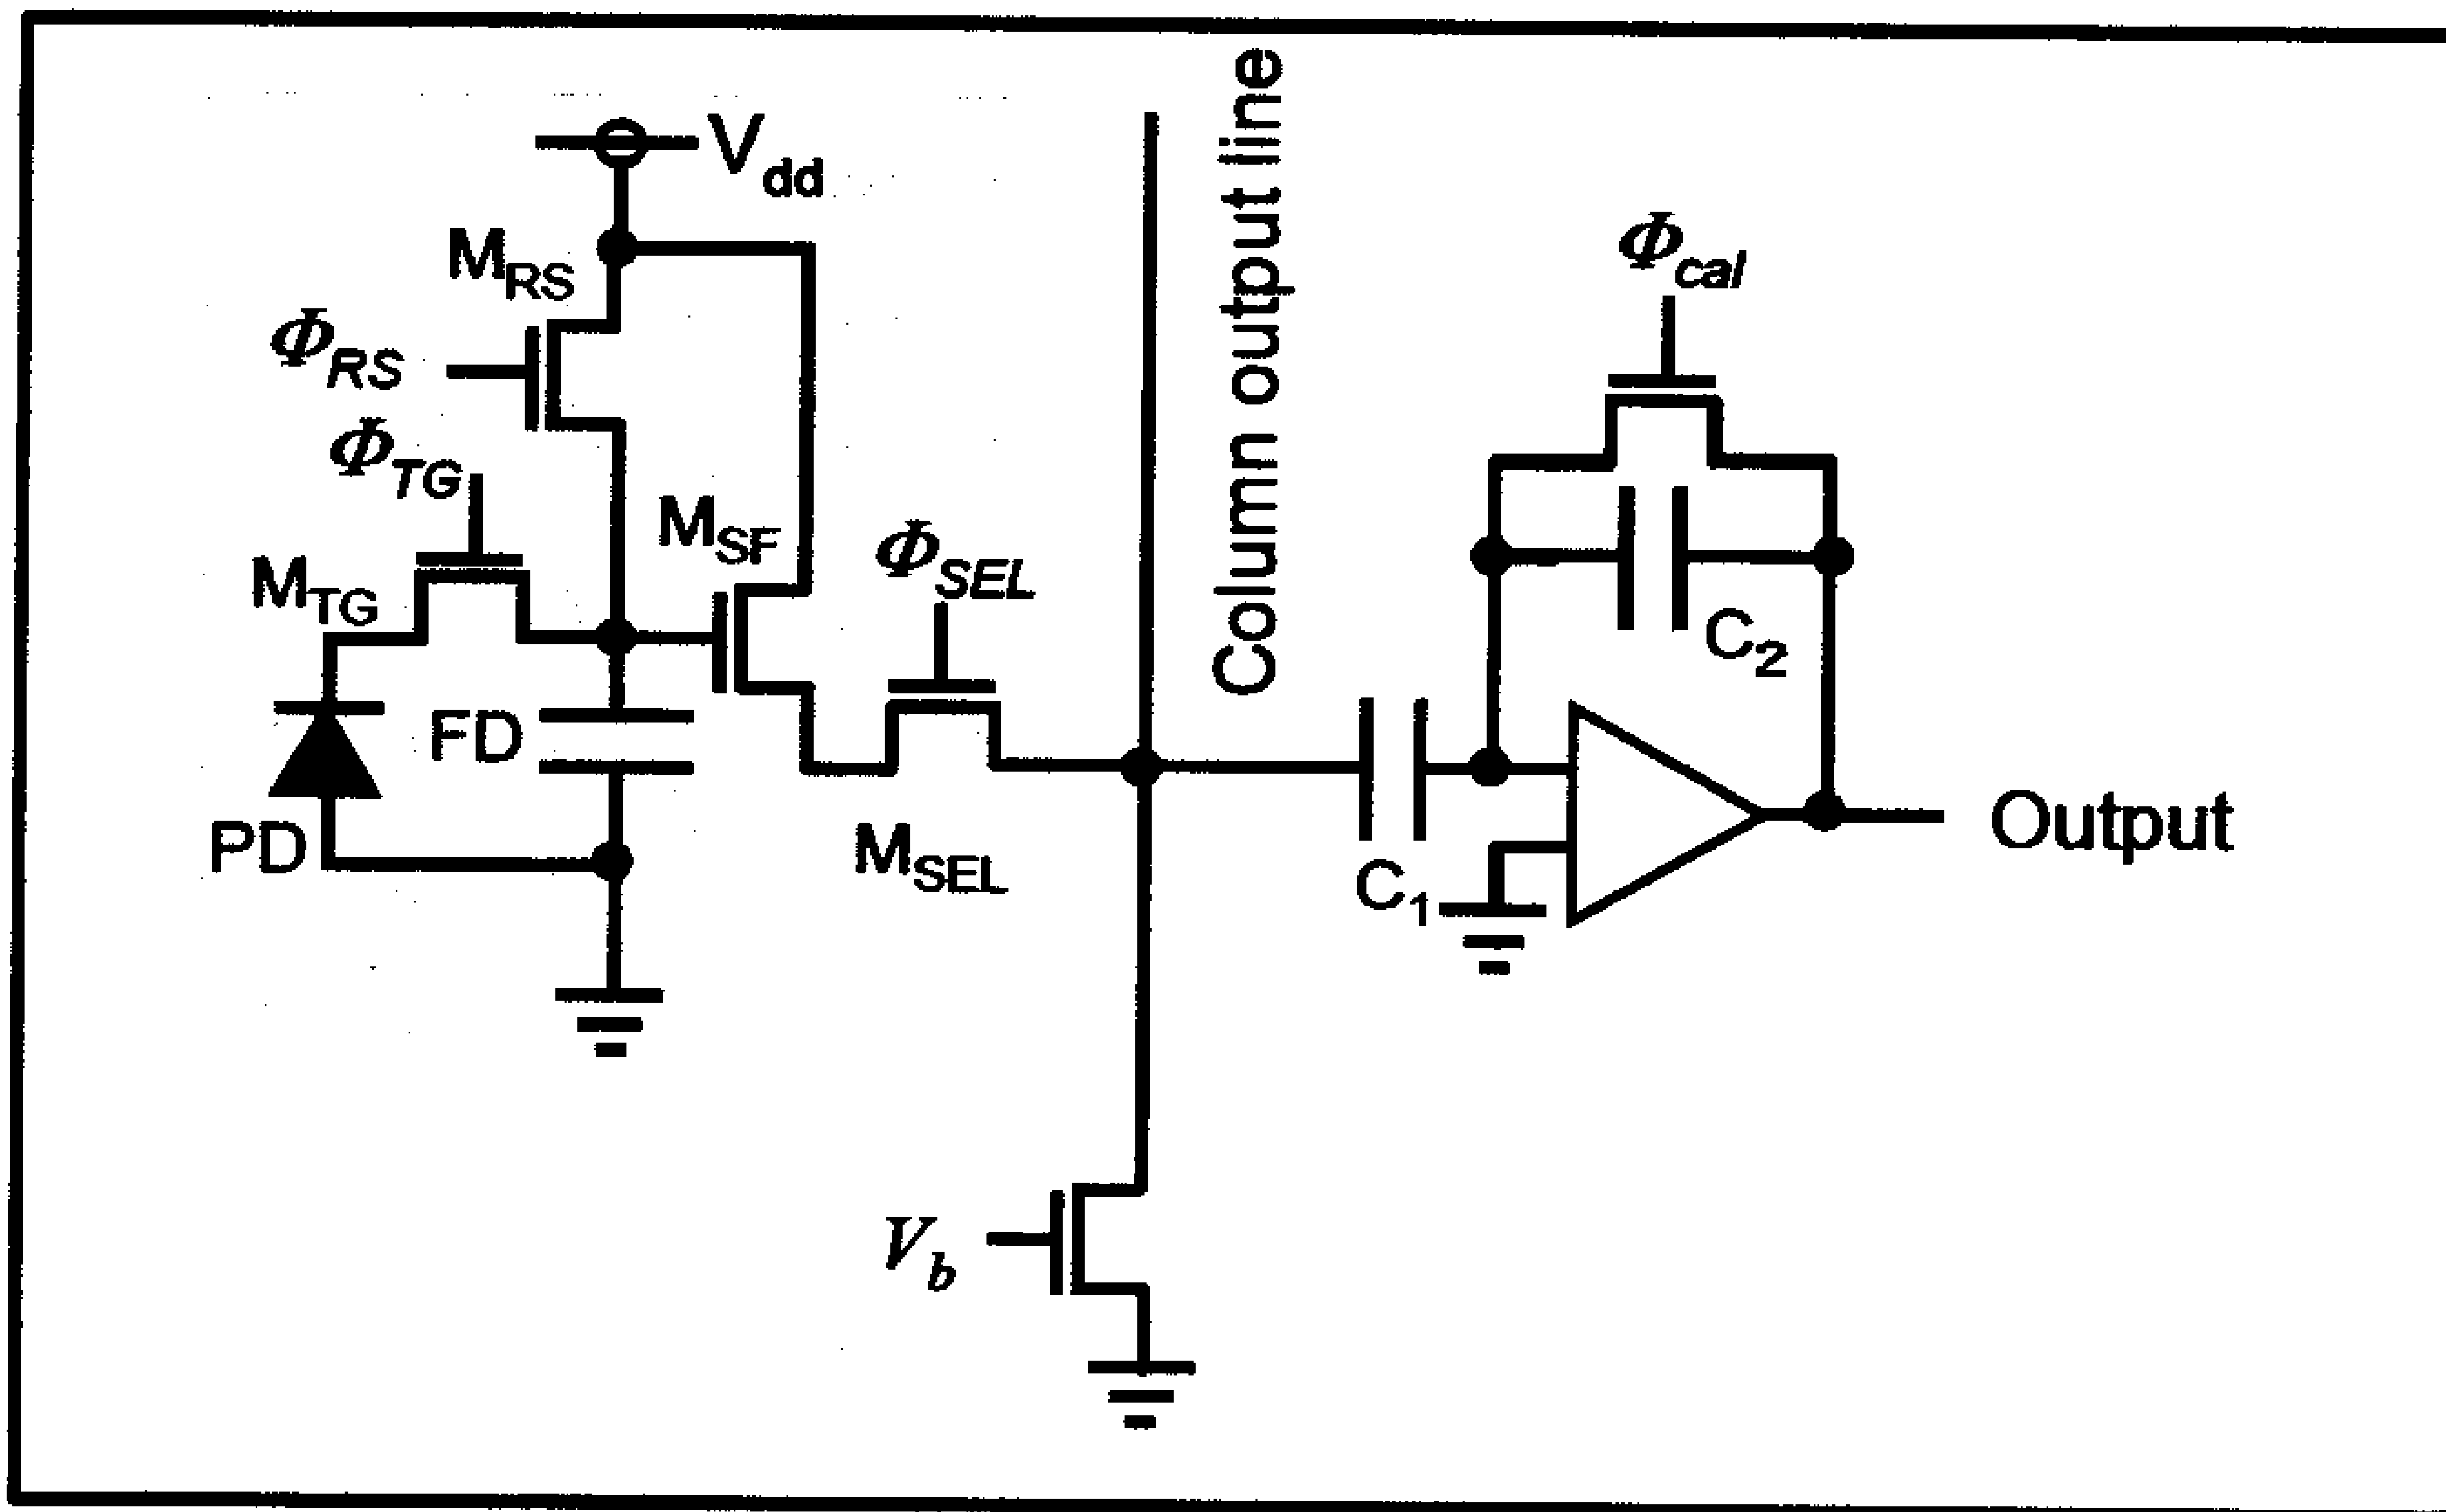 V_dd
M_RS
Φ_RS
Φ_TG
M_TG
M_SF
Φ_SEL
FD
PD
M_SEL
Column output line
Φ_cal
C_2
C_1
Output
V_b